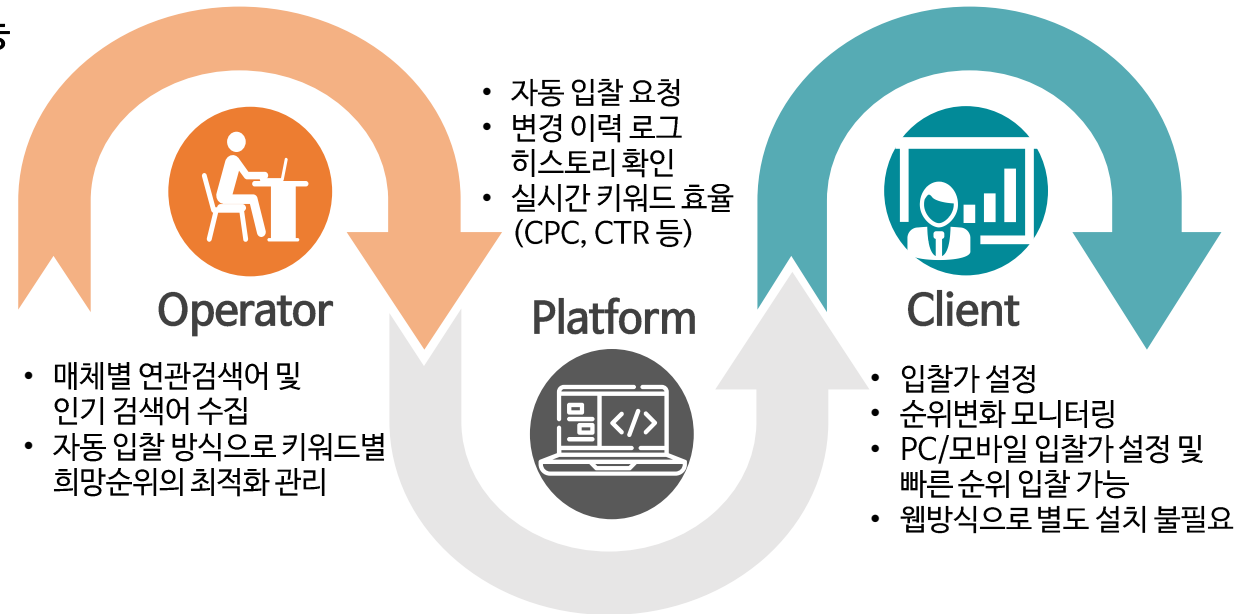 Operator
• 매체별 연관검색어 및
인기 검색어 수집
• 자동 입찰 방식으로 키워드별
희망순위의 최적화 관리
• 자동 입찰 요청
• 변경 이력 로그
히스토리 확인
• 실시간 키워드 효율
(CPC, CTR 등)
Platform
</>
Client
• 입찰가 설정
• 순위변화 모니터링
• PC/모바일 입찰가 설정 및
빠른 순위 입찰 가능
• 웹방식으로 별도 설치 불필요